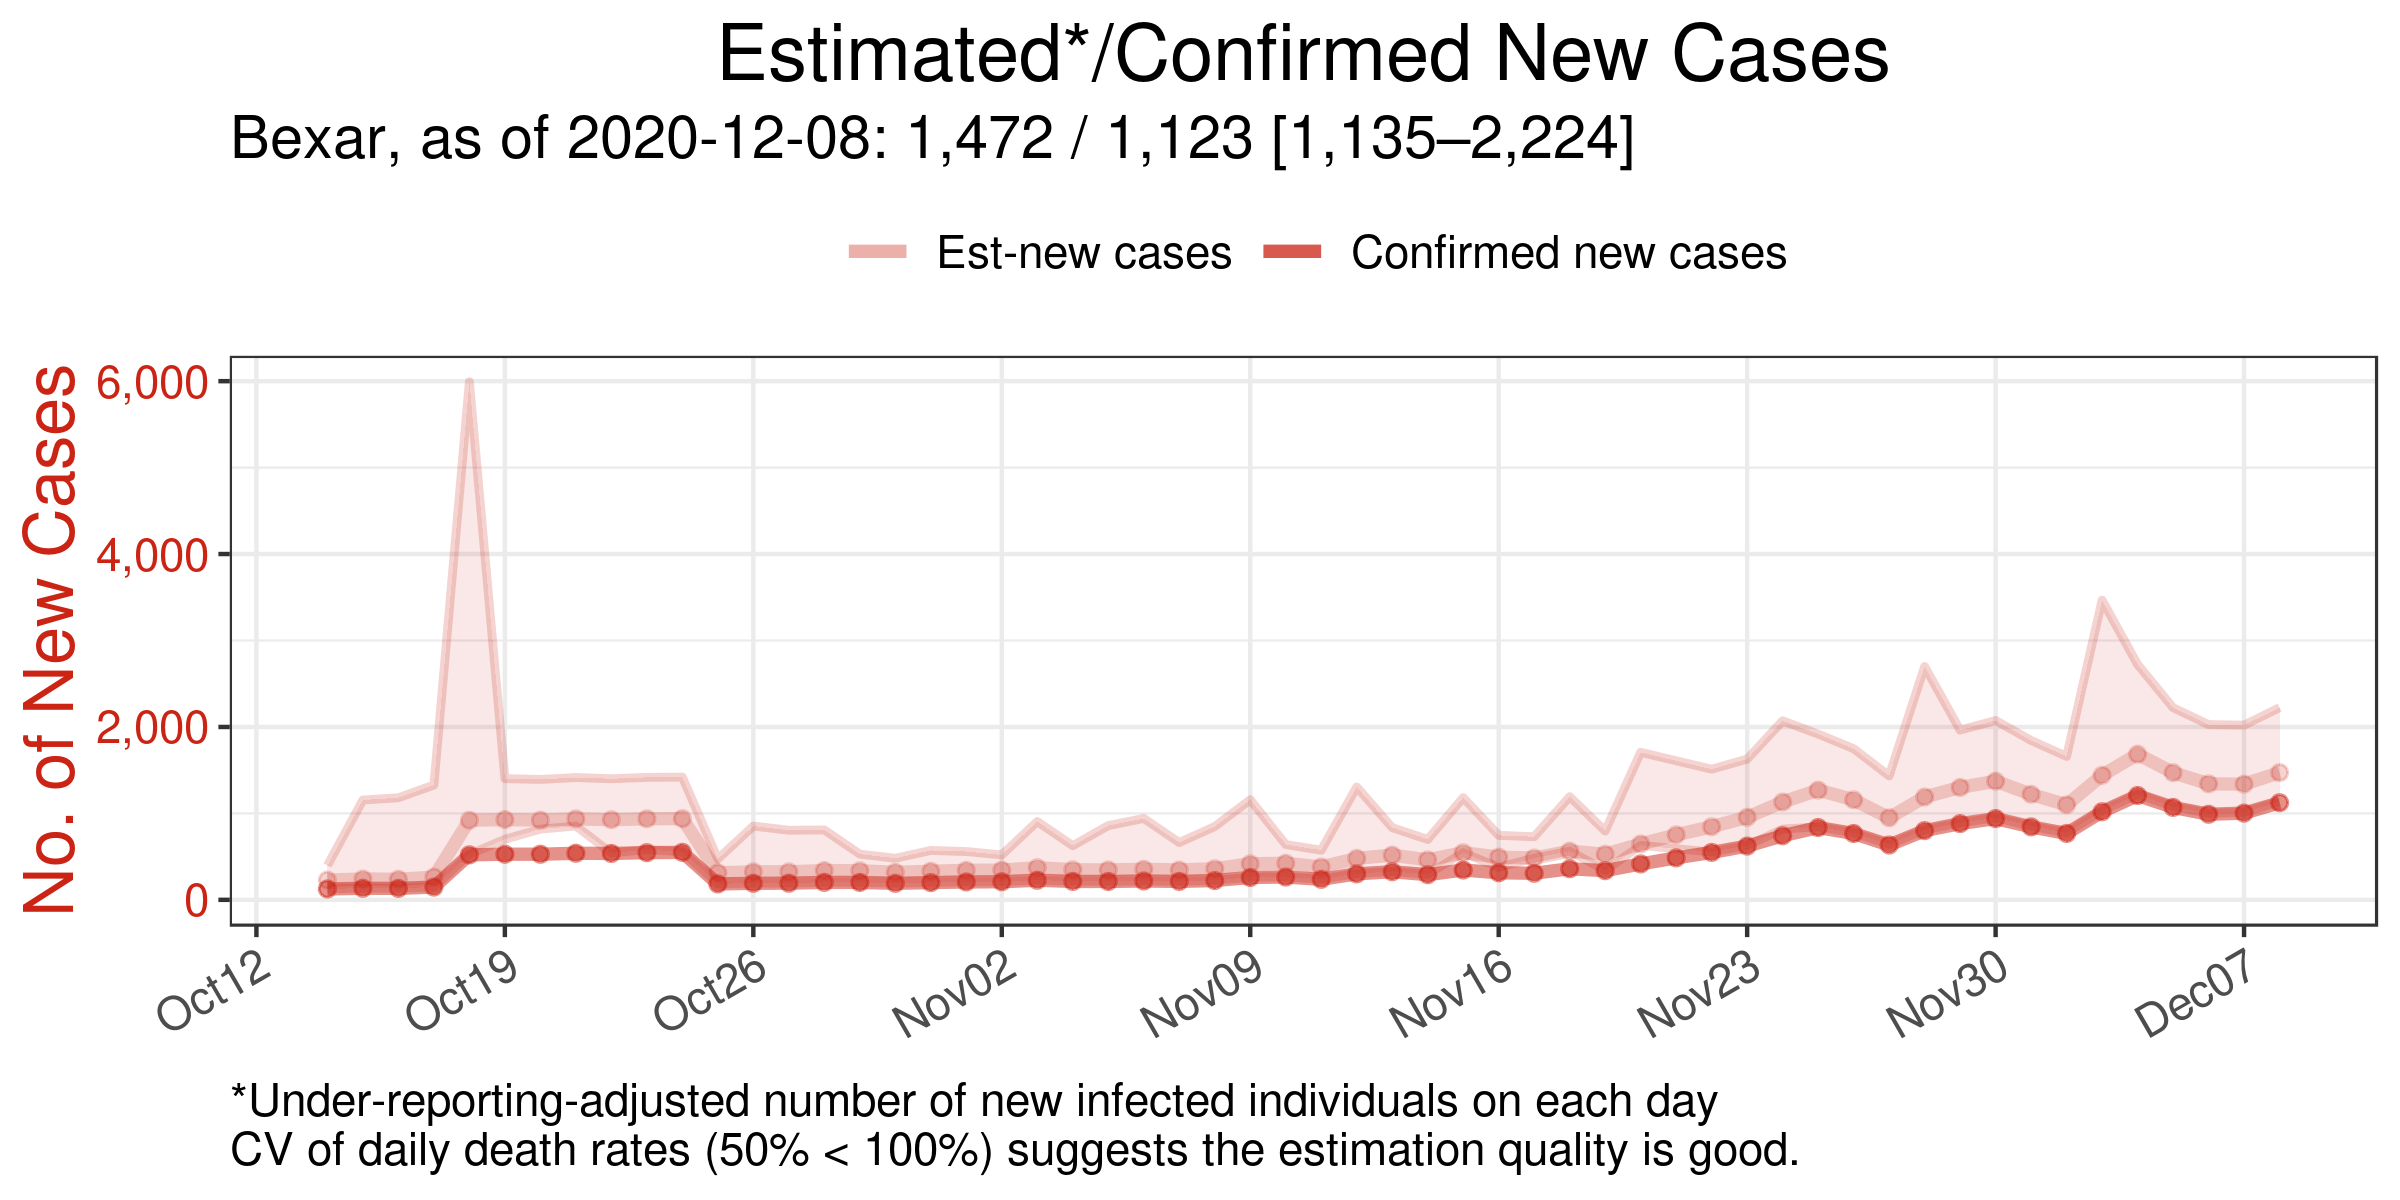 Estimated*/Confirmed New Cases
Bexar, as of 2020-12-08: 1,472 / 1,123 [1,135–2,224]
Est-new cases Confirmed new cases
No. of New Cases
6,000
4,000
2,000
0
Oct12 Oct19 Oct26 Nov02 Nov09 Nov16 Nov23 Nov30 Dec07
*Under-reporting-adjusted number of new infected individuals on each day
CV of daily death rates (50% < 100%) suggests the estimation quality is good.